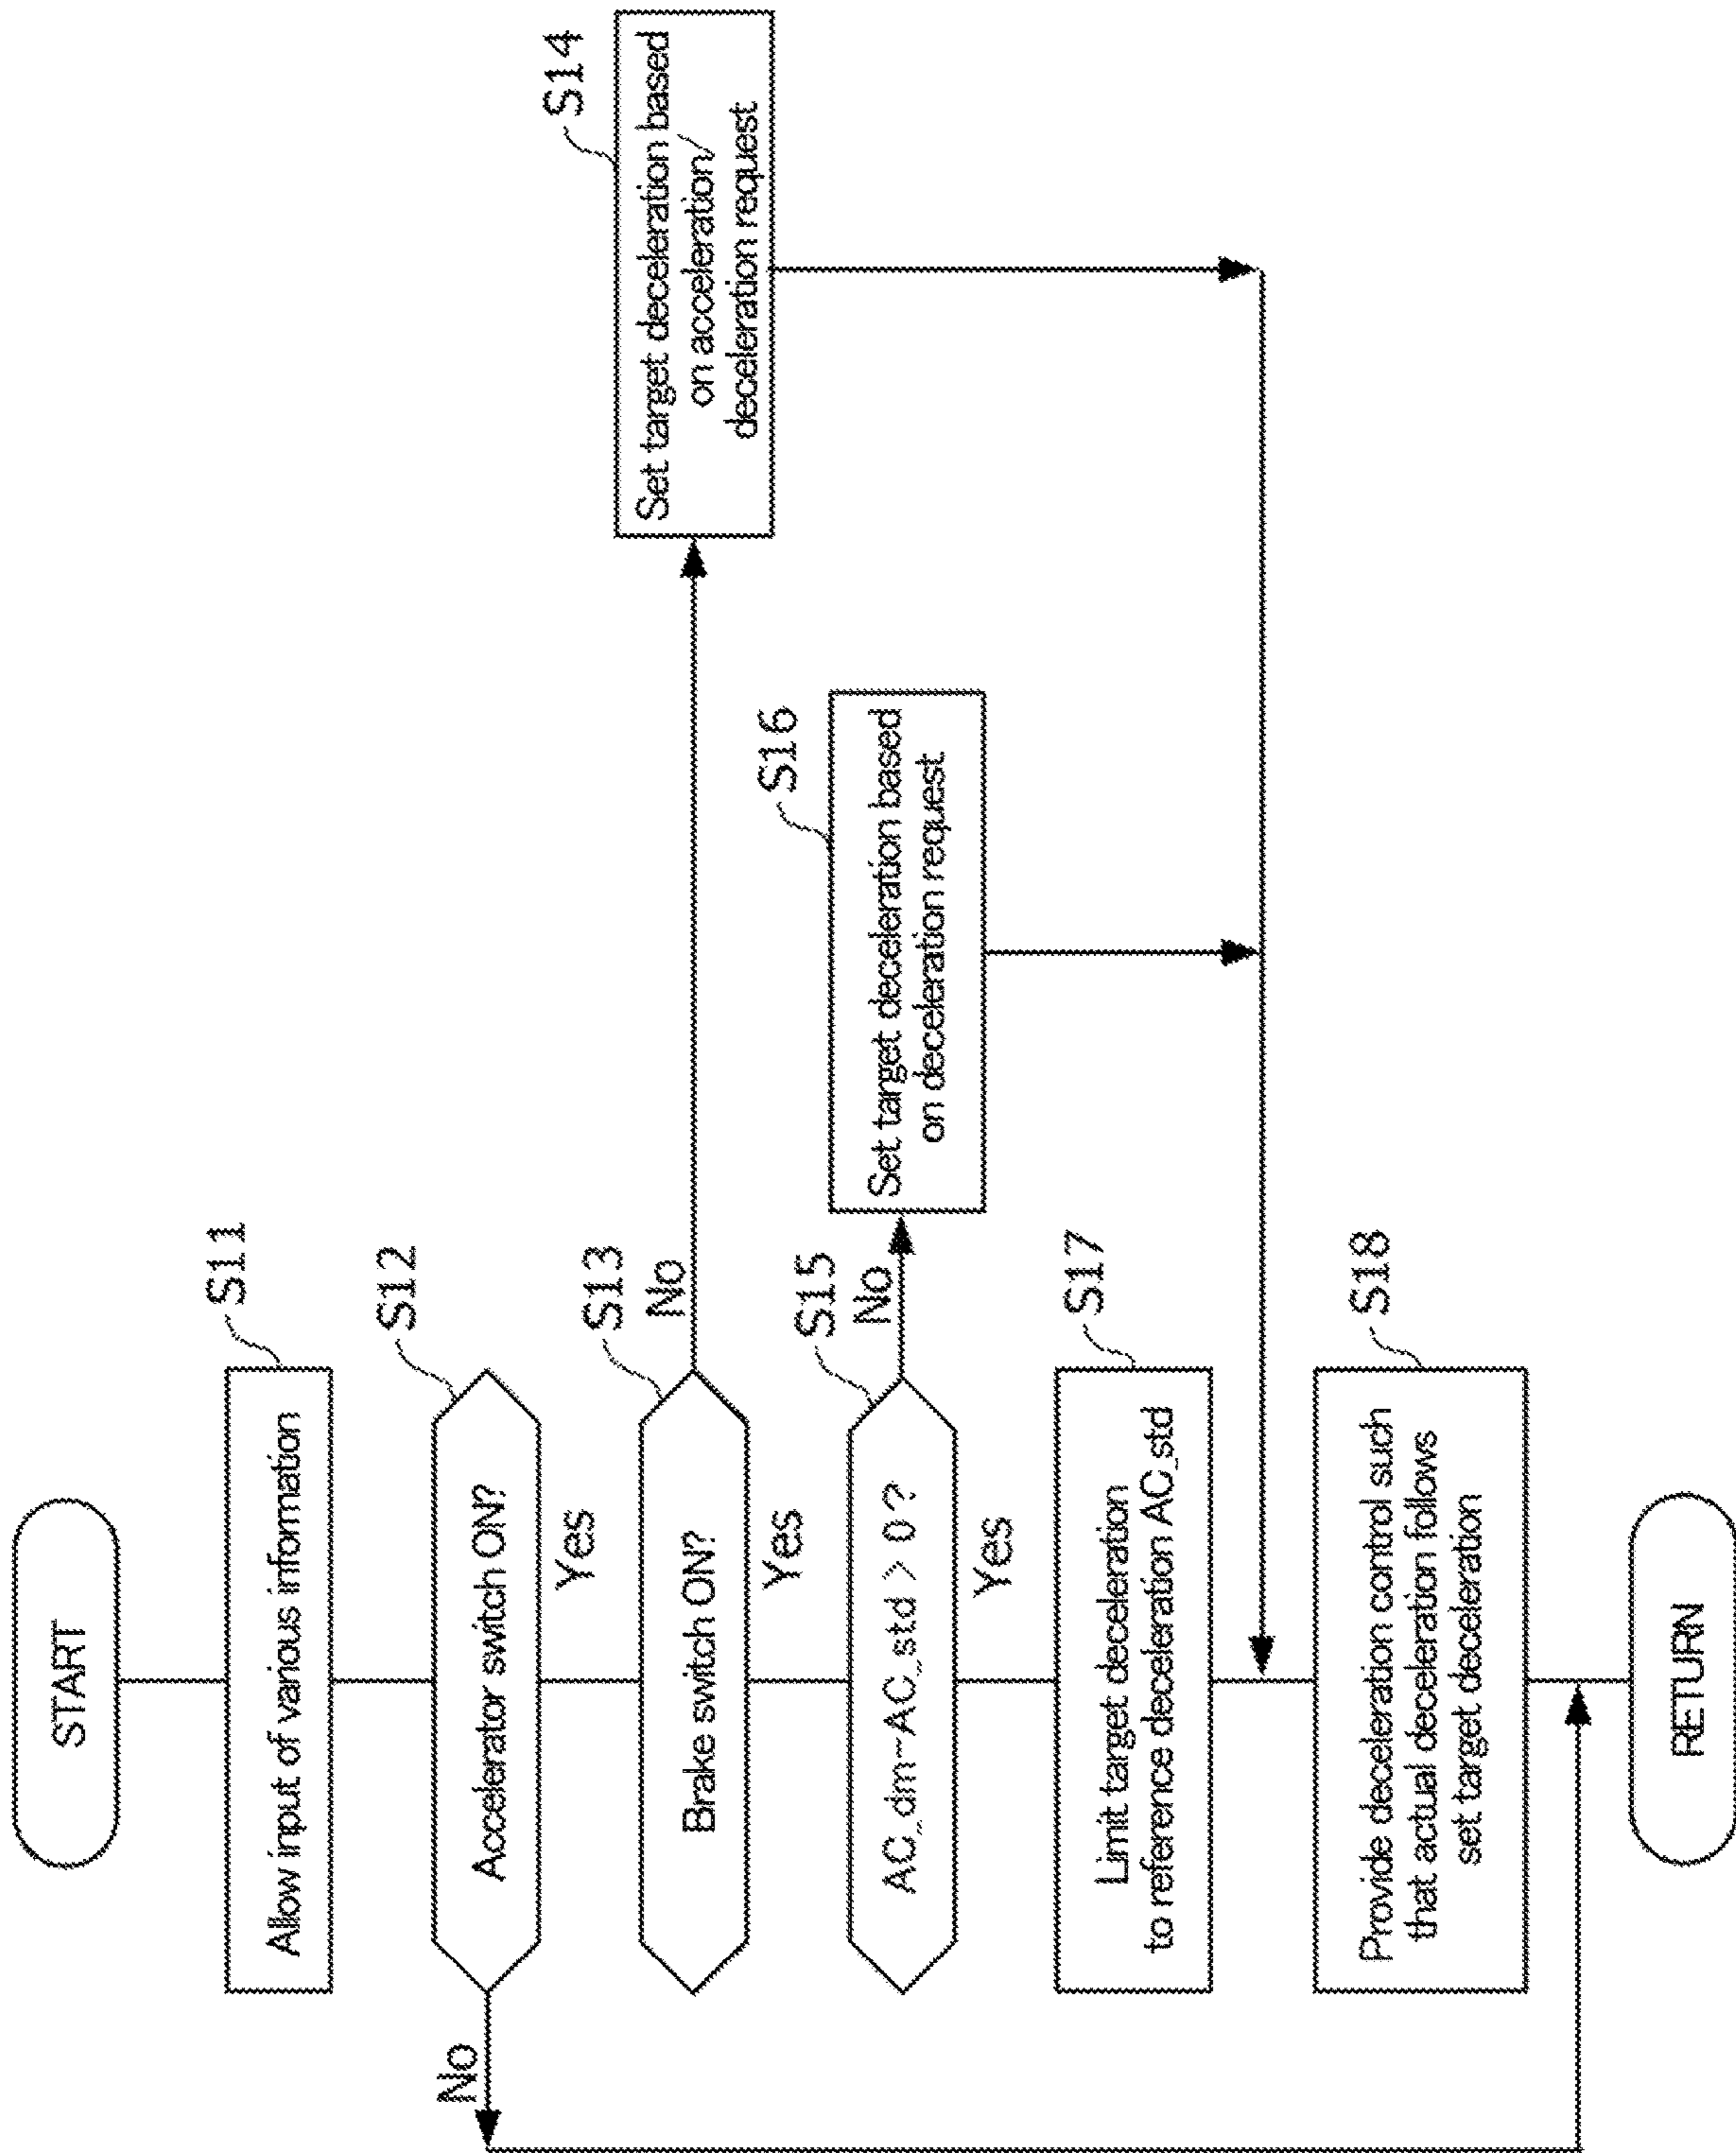 START
S11
Allow input of various information
S12
Accelerator switch ON?
No
Yes
S13
Brake switch ON?
No
Yes
S14
Set target deceleration based
on acceleration/
deceleration request
S15
AC_dm-AC_std > 0 ?
No
Yes
S16
Set target deceleration based
on deceleration request
S17
Limit target deceleration
to reference deceleration AC_std
S18
Provide deceleration control such
that actual deceleration follows
set target deceleration
RETURN